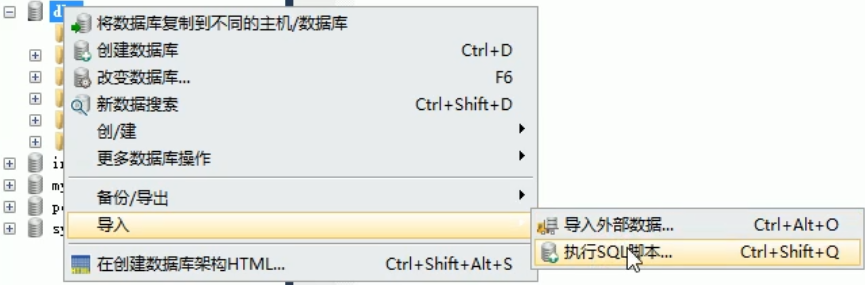 将数据库复制到不同的主机/数据库
创建数据库 Ctrl+D
改变数据库... F6
新数据搜索 Ctrl+Shift+D
创/建
更多数据库操作
备份/导出
导入
导入外部数据... Ctrl+Alt+O
执行SQL脚本... Ctrl+Shift+Q
在创建数据库架构HTML... Ctrl+Shift+Alt+S